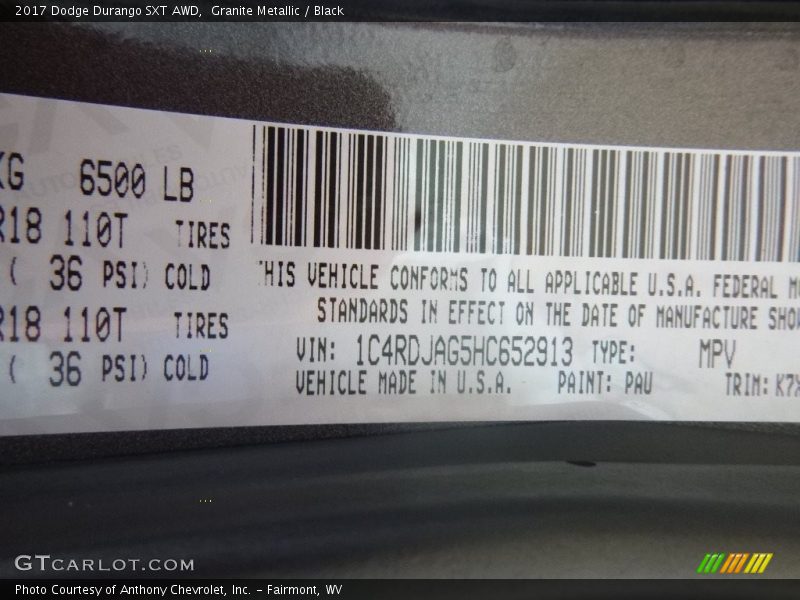 2017 Dodge Durango SXT AWD, Granite Metallic / Black
KG 6500 LB
R18 110T TIRES
( 36 PSI) COLD
R18 110T TIRES
( 36 PSI) COLD
THIS VEHICLE CONFORMS TO ALL APPLICABLE U.S.A. FEDERAL M
STANDARDS IN EFFECT ON THE DATE OF MANUFACTURE SHO
VIN: 1C4RDJAG5HC652913 TYPE: MPV
VEHICLE MADE IN U.S.A. PAINT: PAU TRIM: K7X
GTCARLOT.COM
Photo Courtesy of Anthony Chevrolet, Inc. – Fairmont, WV